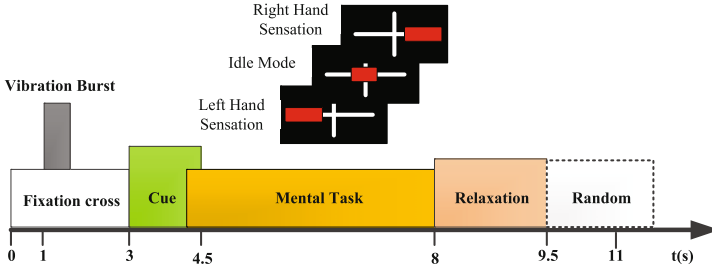 Right Hand
Sensation
Idle Mode
Vibration Burst
Left Hand
Sensation
Fixation cross
Cue
Mental Task
Relaxation
Random
0 1 3 4.5 8 9.5 11 t(s)